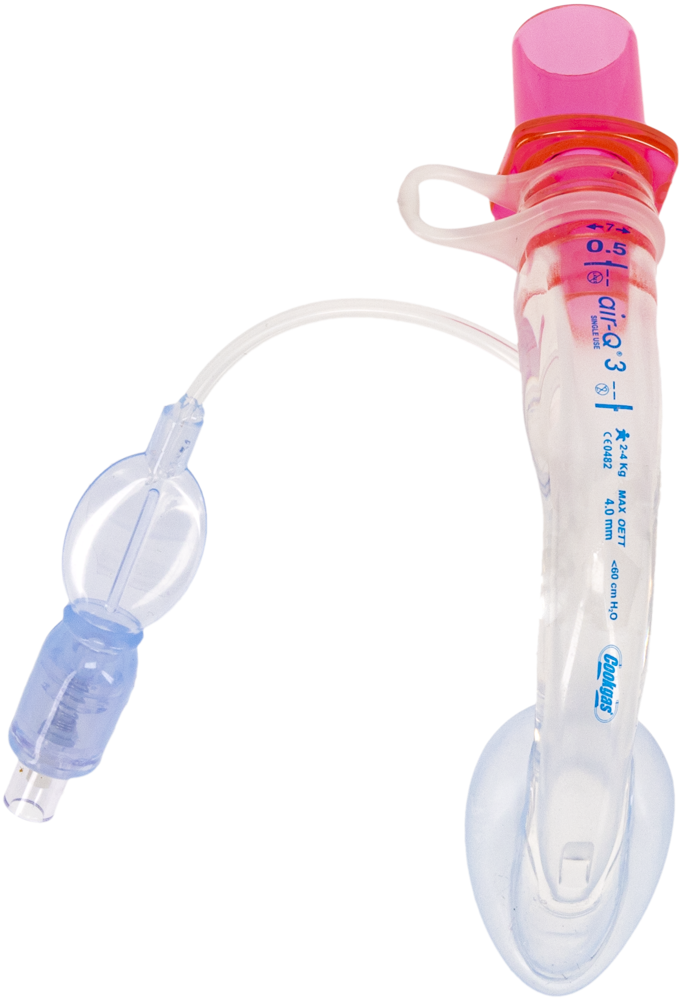 7
0.5
LATEX
air-Q® 3
SINGLE USE
2-4 Kg
CE0482
MAX OETT
4.0 mm
<60 cm H₂O
Cookgas®